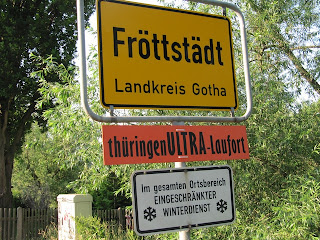 Fröttstädt
Landkreis Gotha
thüringenULTRA-Laufort
Im gesamten Ortsbereich
EINGESCHRÄNKTER
WINTERDIENST